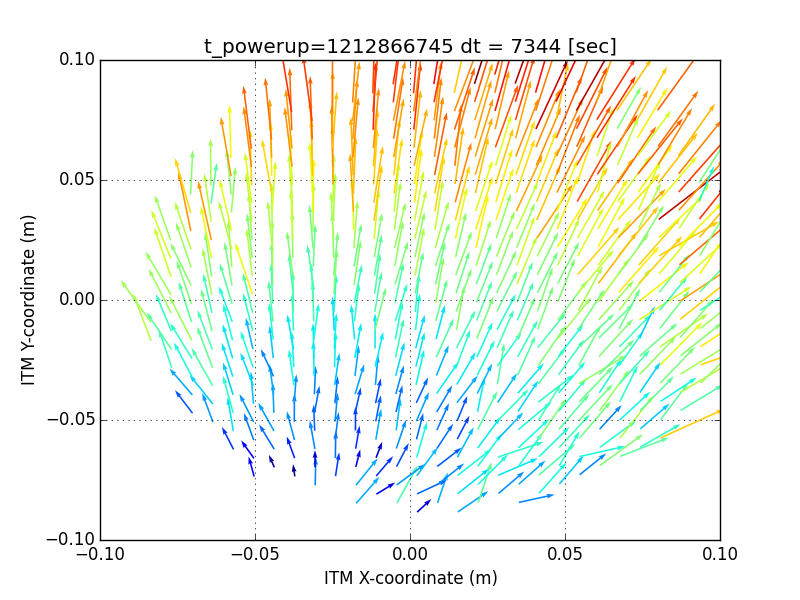 t_powerup=1212866745 dt = 7344 [sec]
0.10
0.05
0.00
−0.05
−0.10
ITM Y-coordinate (m)
−0.10 −0.05 0.00 0.05 0.10
ITM X-coordinate (m)